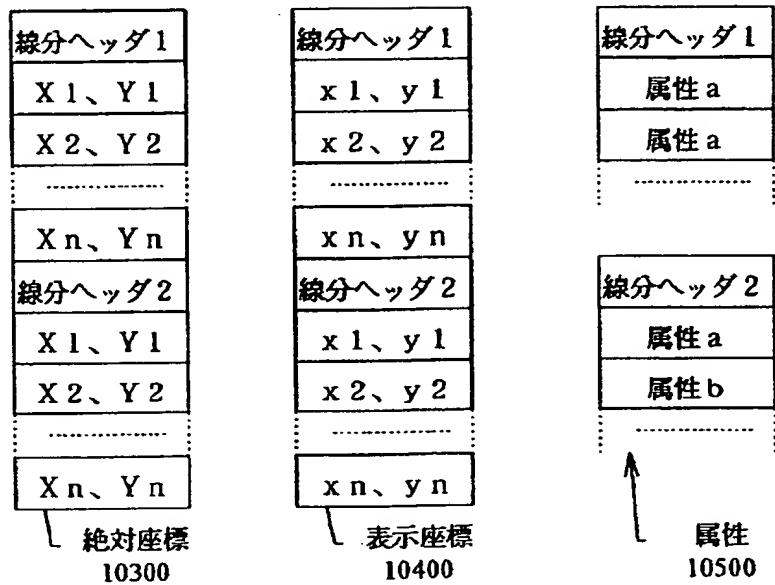 線分ヘッダ1
X1、Y1
X2、Y2
Xn、Yn
線分ヘッダ2
X1、Y1
X2、Y2
Xn、Yn
絶対座標
10300
線分ヘッダ1
x1、y1
x2、y2
xn、yn
線分ヘッダ2
x1、y1
x2、y2
xn、yn
表示座標
10400
線分ヘッダ1
属性a
属性a
線分ヘッダ2
属性a
属性b
属性
10500